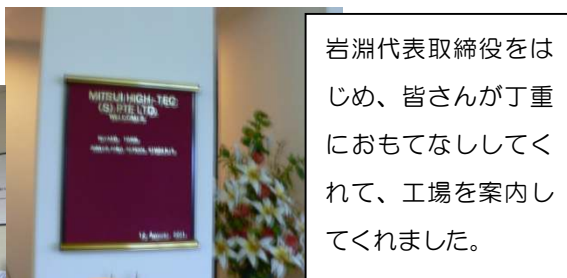 MITSUI HIGH-TEC
(S) PTE LTD.
WELCOMES
岩淵代表取締役をは
じめ、皆さんが丁重
におもてなししてく
れて、工場を案内し
てくれました。